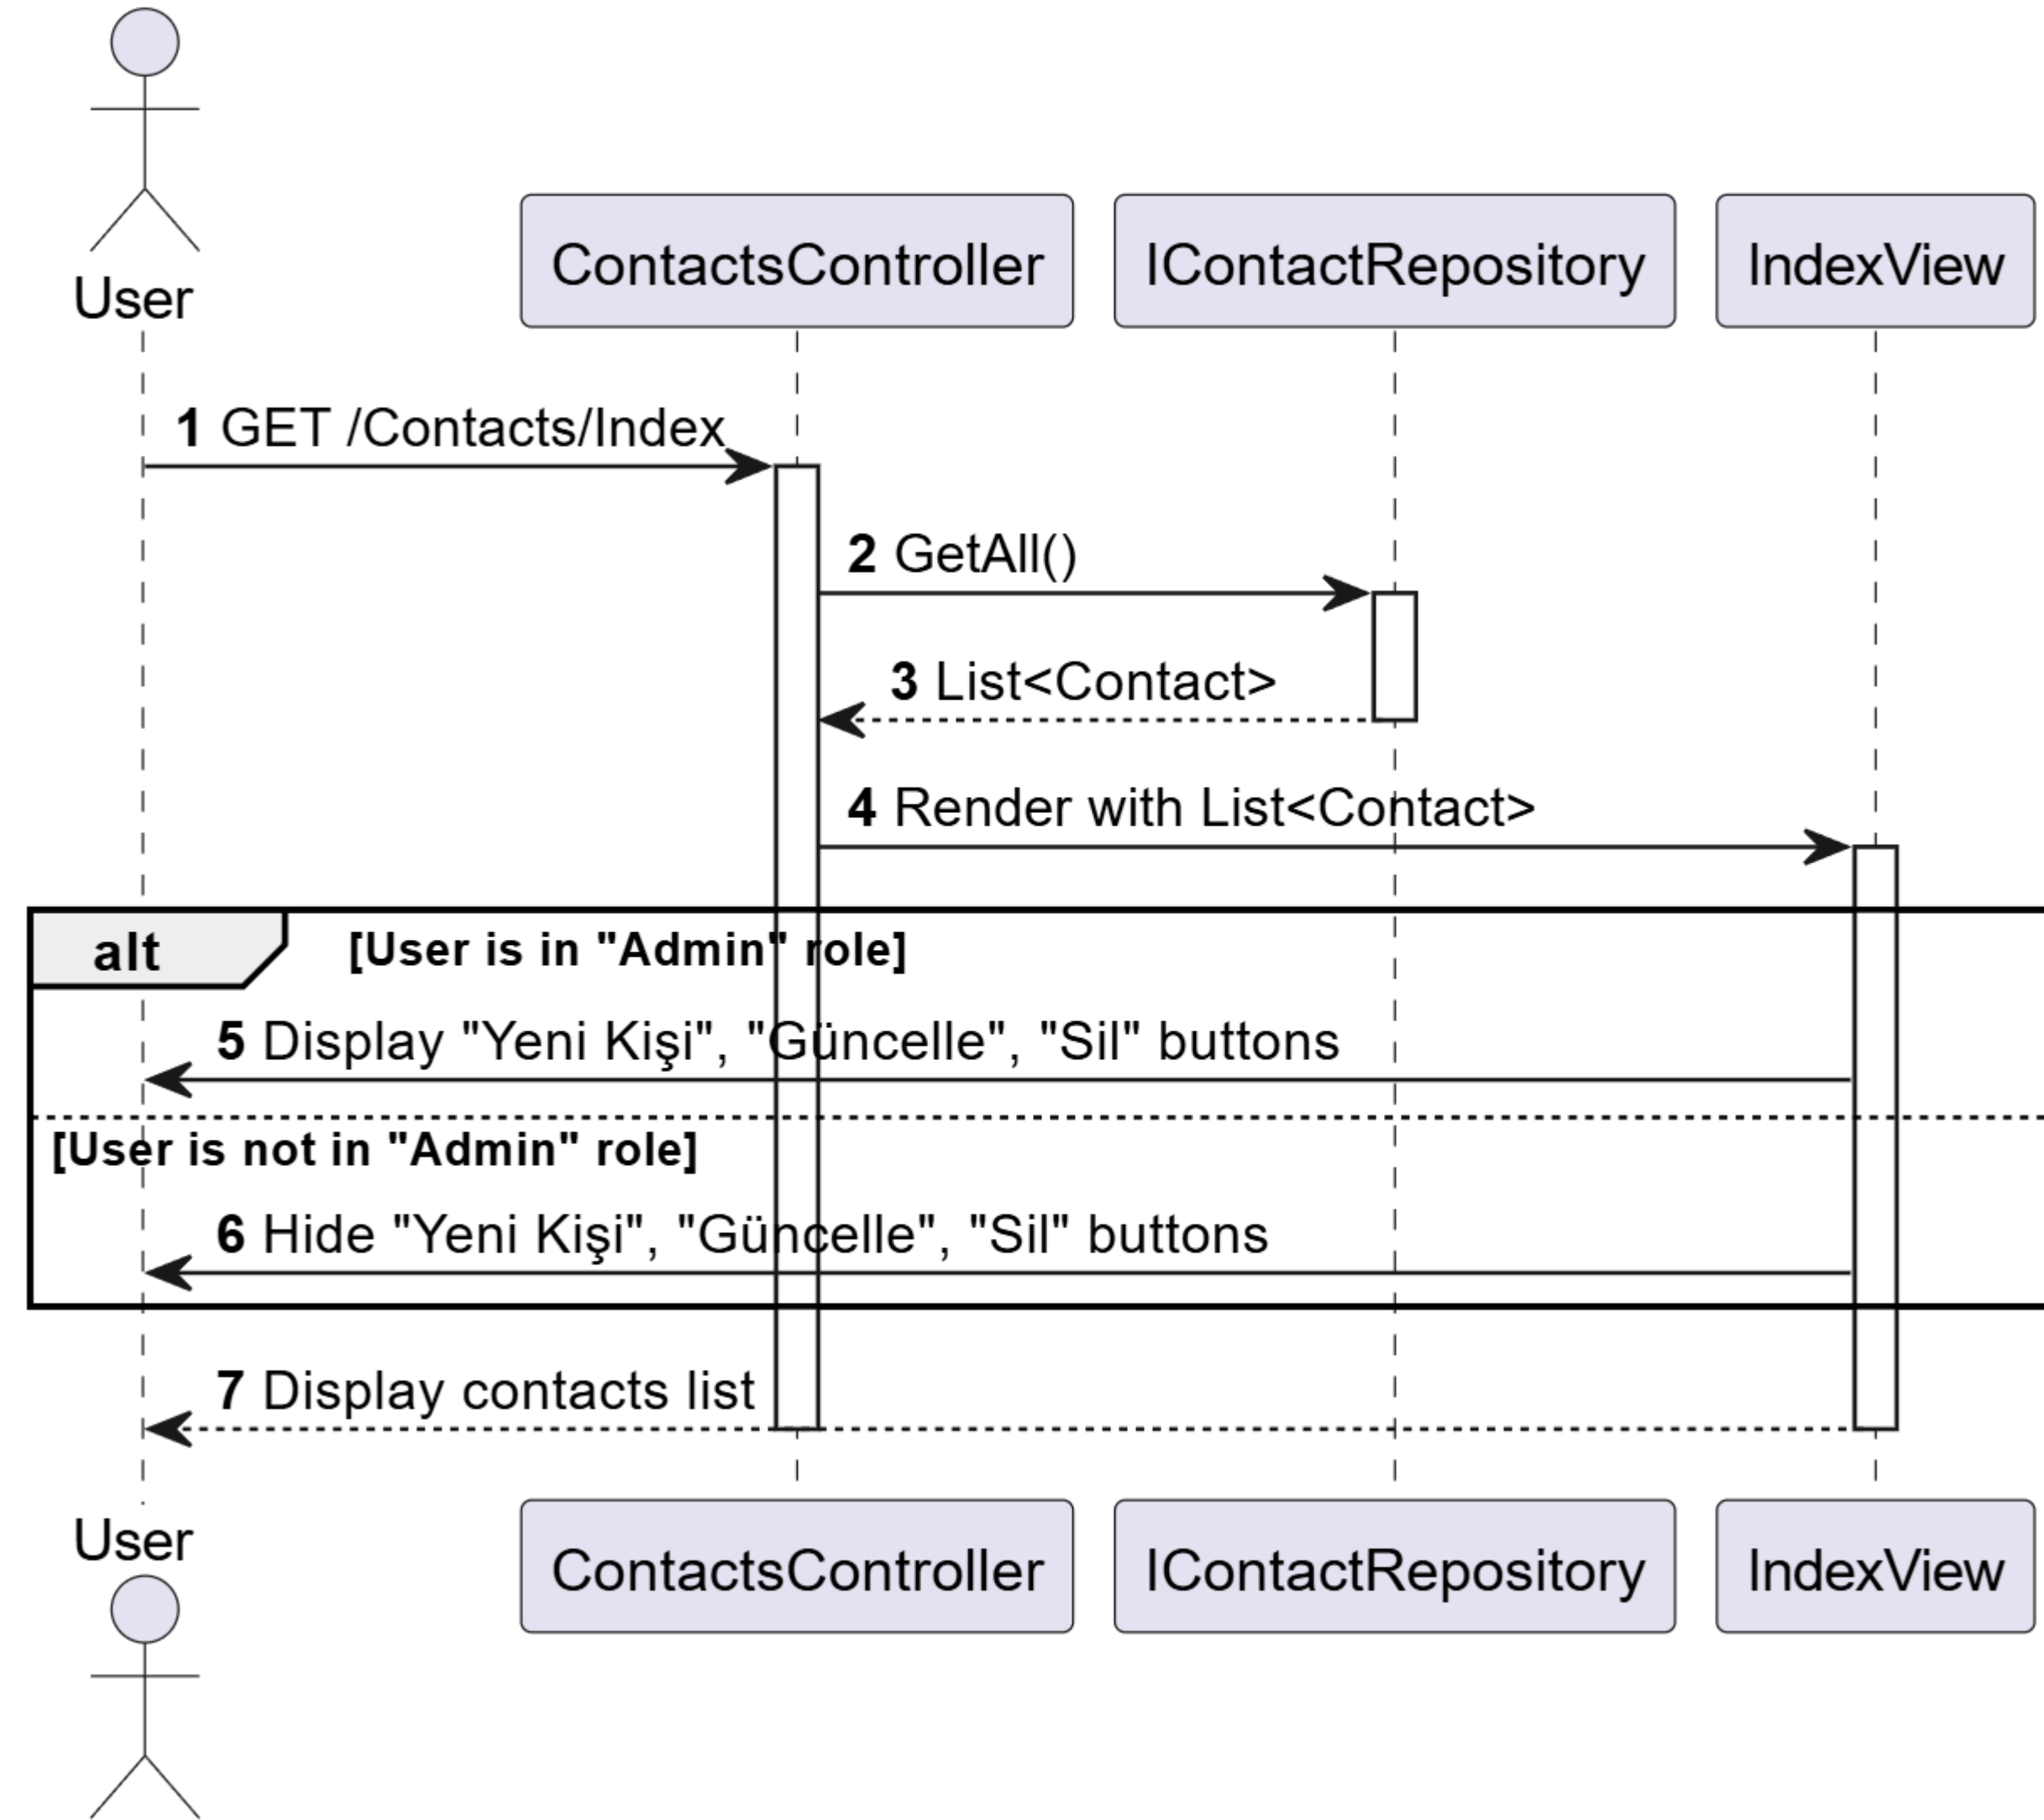 User
ContactsController
IContactRepository
IndexView
1 GET /Contacts/Index
2 GetAll()
3 List<Contact>
4 Render with List<Contact>
alt [User is in "Admin" role]
5 Display "Yeni Kişi", "Güncelle", "Sil" buttons
[User is not in "Admin" role]
6 Hide "Yeni Kişi", "Güncelle", "Sil" buttons
7 Display contacts list
User
ContactsController
IContactRepository
IndexView